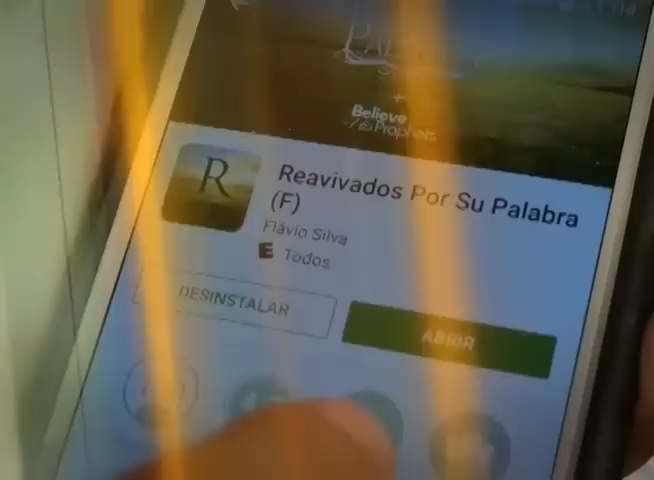 +
Believe
Prophets
R
Reavivados Por Su Palabra
(F)
Flávio Silva
E Todos
DESINSTALAR
ABRIR